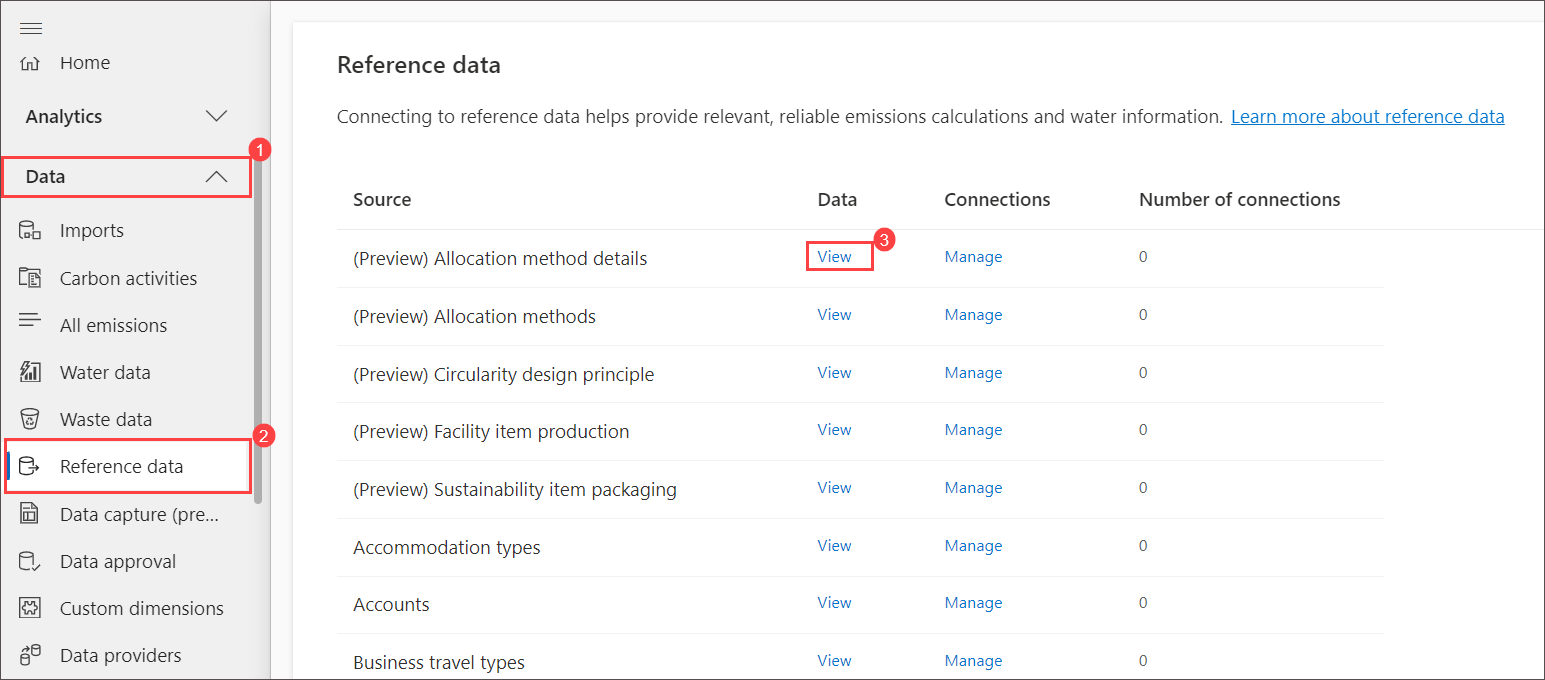 Home
Analytics
1
Data
Imports
Carbon activities
All emissions
Water data
Waste data
2
Reference data
Data capture (pre...
Data approval
Custom dimensions
Data providers
Reference data
Connecting to reference data helps provide relevant, reliable emissions calculations and water information. Learn more about reference data
Source Data Connections Number of connections
3
(Preview) Allocation method details View Manage 0
(Preview) Allocation methods View Manage 0
(Preview) Circularity design principle View Manage 0
(Preview) Facility item production View Manage 0
(Preview) Sustainability item packaging View Manage 0
Accommodation types View Manage 0
Accounts View Manage 0
Business travel types View Manage 0